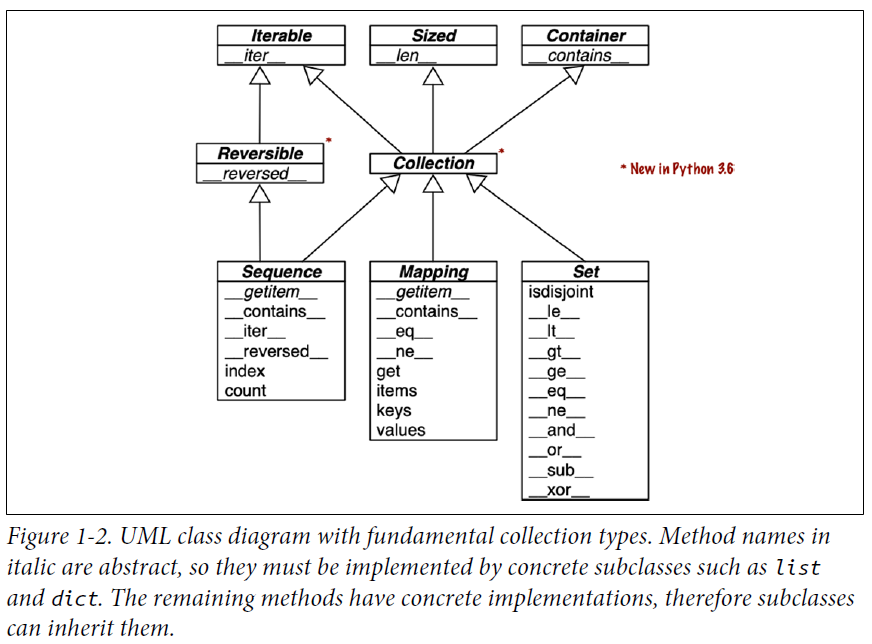 Iterable
__iter__
Sized
__len__
Container
__contains__
Reversible
__reversed__
*
Collection
*
* New in Python 3.6
Sequence
__getitem__
__contains__
__iter__
__reversed__
index
count
Mapping
__getitem__
__contains__
__eq__
__ne__
get
items
keys
values
Set
isdisjoint
__le__
__lt__
__gt__
__ge__
__eq__
__ne__
__and__
__or__
__sub__
__xor__
Figure 1-2. UML class diagram with fundamental collection types. Method names in
italic are abstract, so they must be implemented by concrete subclasses such as list
and dict. The remaining methods have concrete implementations, therefore subclasses
can inherit them.